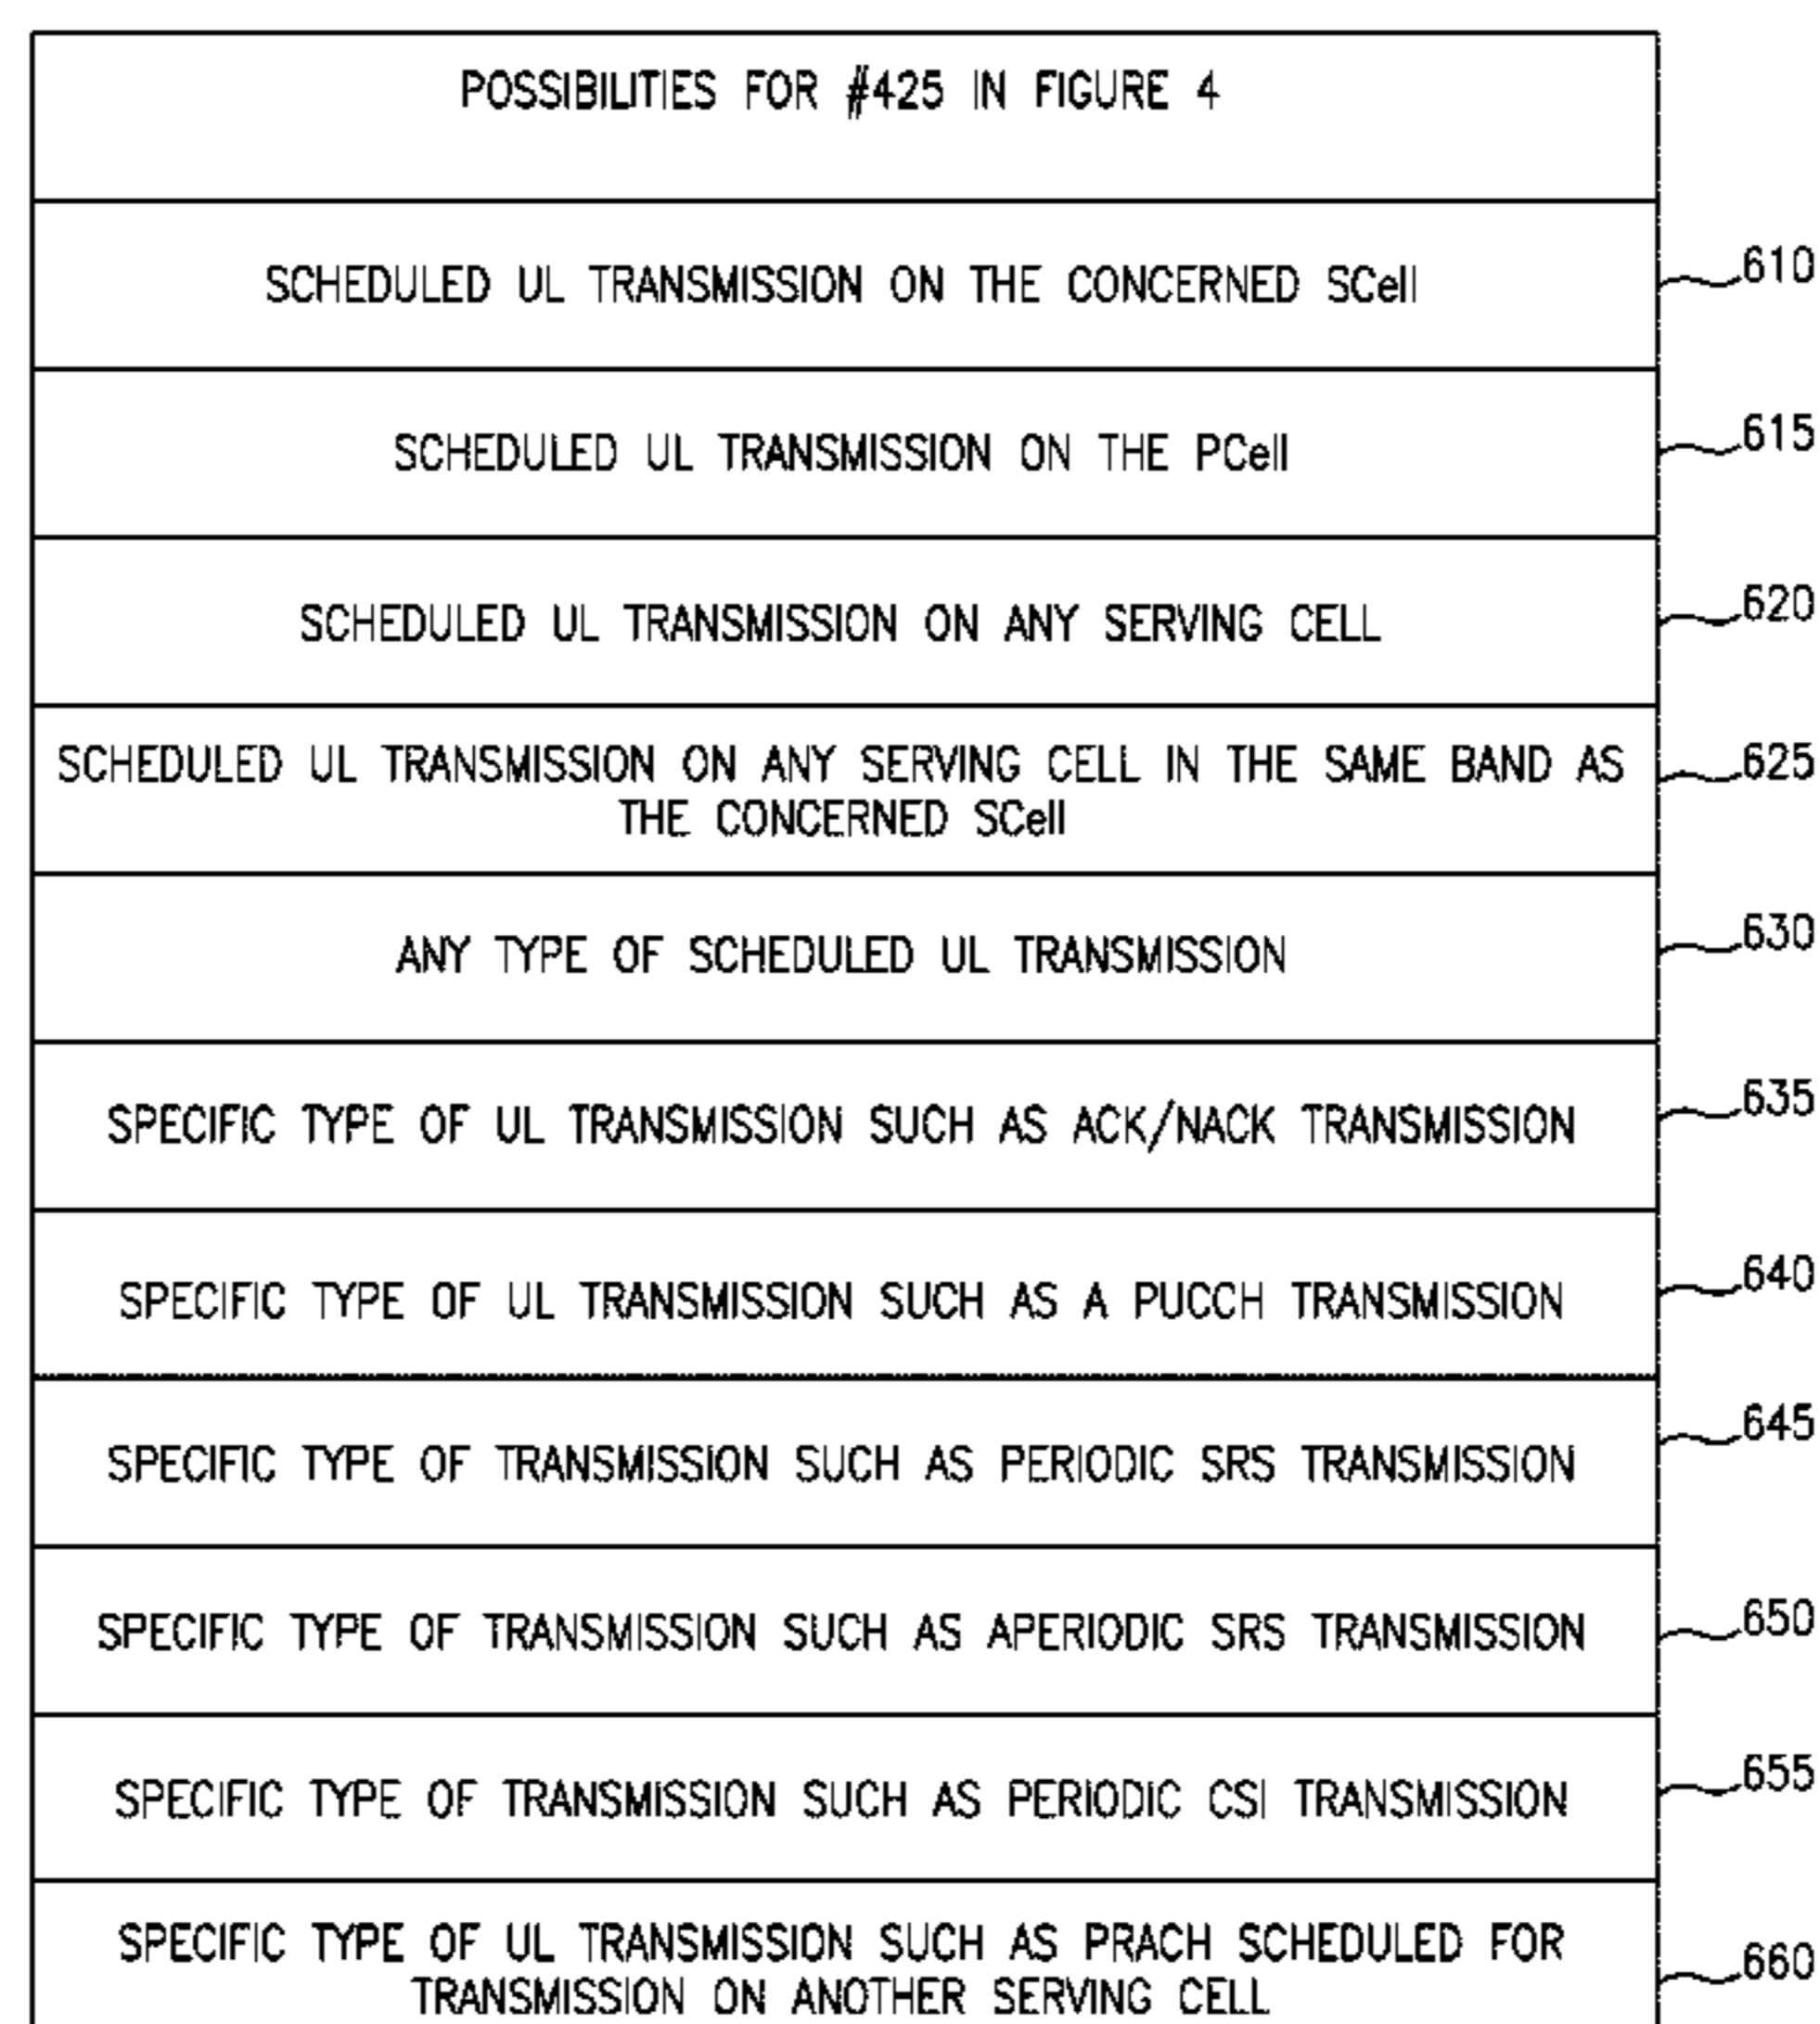 POSSIBILITIES FOR #425 IN FIGURE 4
SCHEDULED UL TRANSMISSION ON THE CONCERNED SCell
610
SCHEDULED UL TRANSMISSION ON THE PCell
615
SCHEDULED UL TRANSMISSION ON ANY SERVING CELL
620
SCHEDULED UL TRANSMISSION ON ANY SERVING CELL IN THE SAME BAND AS
THE CONCERNED SCell
625
ANY TYPE OF SCHEDULED UL TRANSMISSION
630
SPECIFIC TYPE OF UL TRANSMISSION SUCH AS ACK/NACK TRANSMISSION
635
SPECIFIC TYPE OF UL TRANSMISSION SUCH AS A PUCCH TRANSMISSION
640
SPECIFIC TYPE OF TRANSMISSION SUCH AS PERIODIC SRS TRANSMISSION
645
SPECIFIC TYPE OF TRANSMISSION SUCH AS APERIODIC SRS TRANSMISSION
650
SPECIFIC TYPE OF TRANSMISSION SUCH AS PERIODIC CSI TRANSMISSION
655
SPECIFIC TYPE OF UL TRANSMISSION SUCH AS PRACH SCHEDULED FOR
TRANSMISSION ON ANOTHER SERVING CELL
660